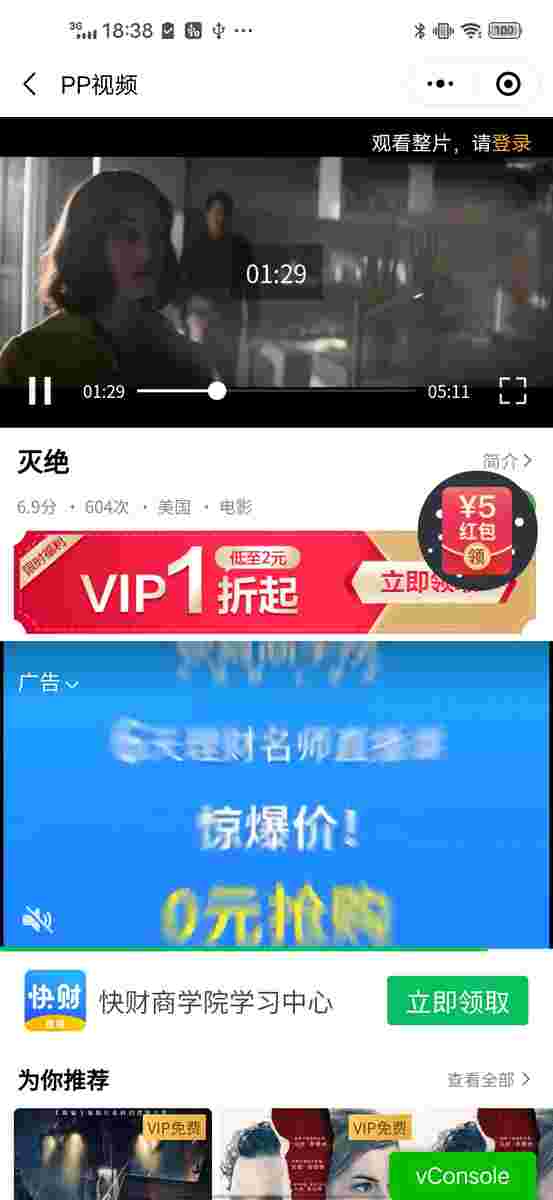 3G 18:38 100
PP视频
观看整片，请登录
01:29
01:29 05:11
灭绝
简介
6.9分 · 604次 · 美国 · 电影
¥5
红包
领
限时福利
VIP1折起
低至2元
立即领取
广告
6天理财名师直播课
惊爆价!
0元抢购
快财
快财商学院学习中心
立即领取
为你推荐
查看全部
VIP免费
VIP免费
vConsole